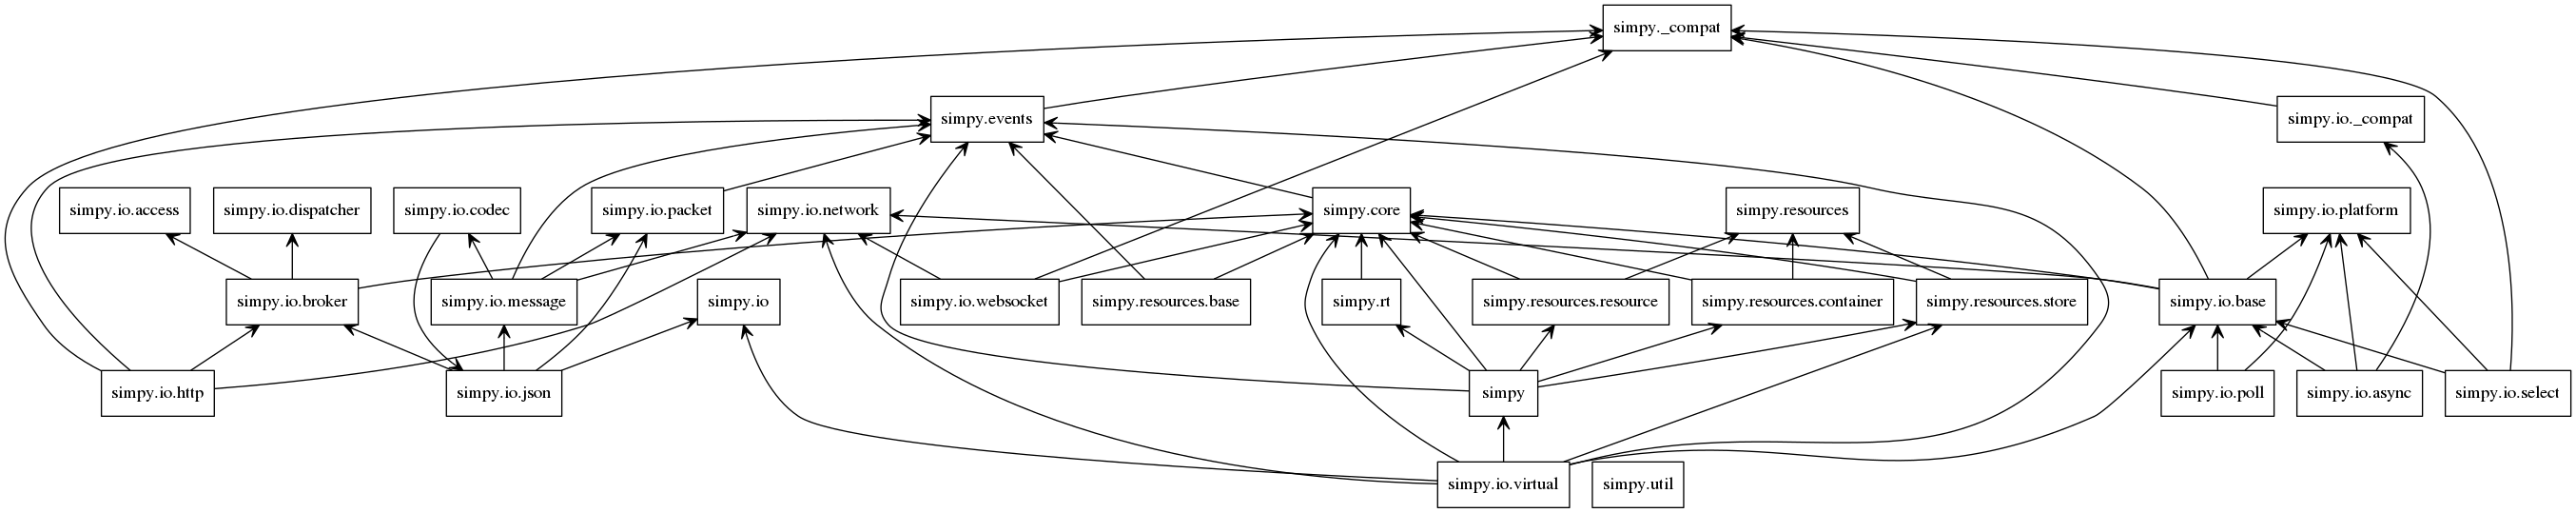 simpy._compat
simpy.events
simpy.io._compat
simpy.io.access
simpy.io.dispatcher
simpy.io.codec
simpy.io.packet
simpy.io.network
simpy.core
simpy.resources
simpy.io.platform
simpy.io.broker
simpy.io.message
simpy.io
simpy.io.websocket
simpy.resources.base
simpy.rt
simpy.resources.resource
simpy.resources.container
simpy.resources.store
simpy.io.base
simpy.io.http
simpy.io.json
simpy
simpy.io.poll
simpy.io.async
simpy.io.select
simpy.io.virtual
simpy.util